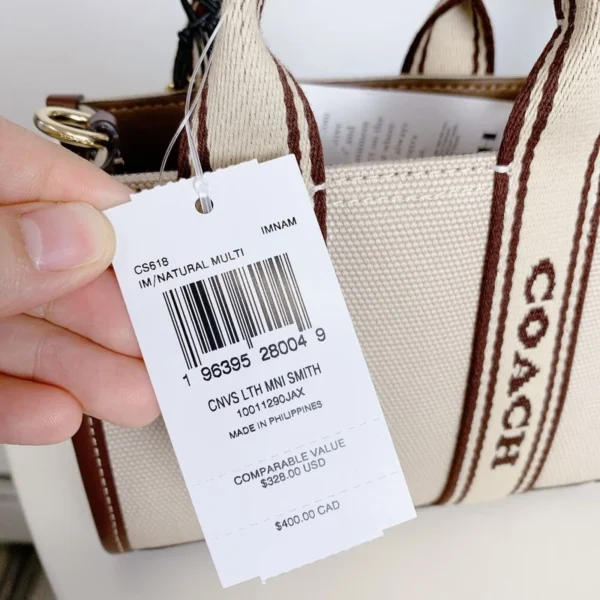 IMNAM
CS618
IM/NATURAL MULTI
1 96395 28004 9
CNVS LTH MNI SMITH
10011290JAX
MADE IN PHILIPPINES
COMPARABLE VALUE
$328.00 USD
$400.00 CAD
COACH